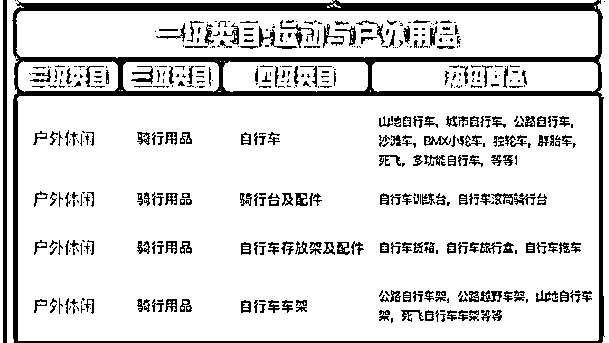 一级类目:运动与户外用品
二级类目 三级类目 四级类目 热销商品
户外休闲 骑行用品 自行车 山地自行车，城市自行车，公路自行车，
沙滩车，BMX小轮车，独轮车，胖胎车，
死飞，多功能自行车，等等！
户外休闲 骑行用品 骑行台及配件 自行车训练台，自行车滚筒骑行台
户外休闲 骑行用品 自行车存放架及配件 自行车货箱，自行车旅行盒，自行车拖车
户外休闲 骑行用品 自行车车架 公路自行车架，公路越野车架，山地自行车
架，死飞自行车车架等等